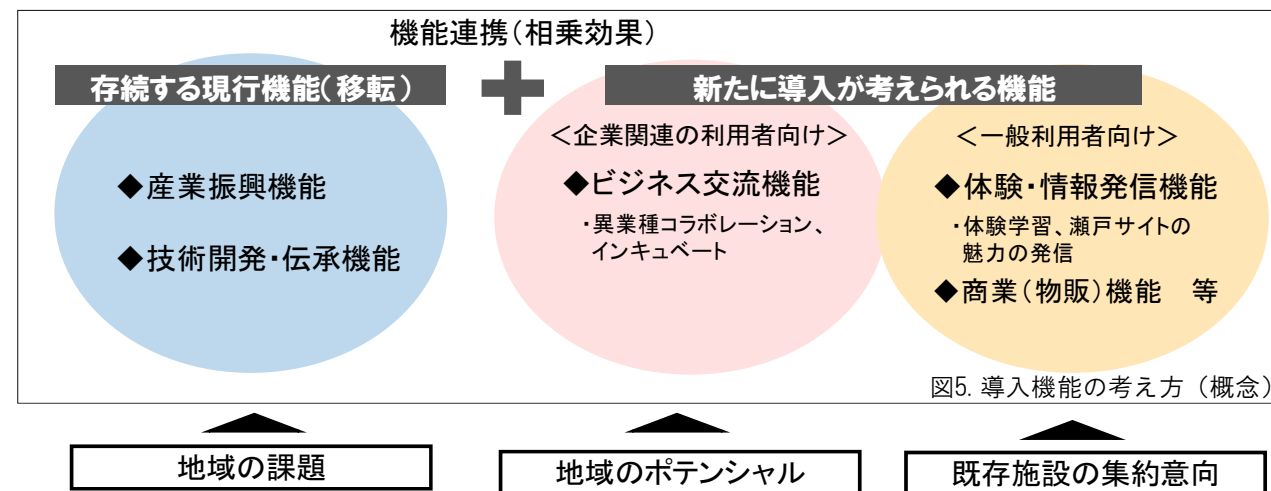 機能連携(相乗効果)
存続する現行機能(移転)
+
新たに導入が考えられる機能
◆産業振興機能
◆技術開発・伝承機能
<企業関連の利用者向け>
◆ビジネス交流機能
・異業種コラボレーション、
インキュベート
<一般利用者向け>
◆体験・情報発信機能
・体験学習、瀬戸サイトの
魅力の発信
◆商業(物販)機能　等
図5. 導入機能の考え方（概念）
地域の課題
地域のポテンシャル
既存施設の集約意向